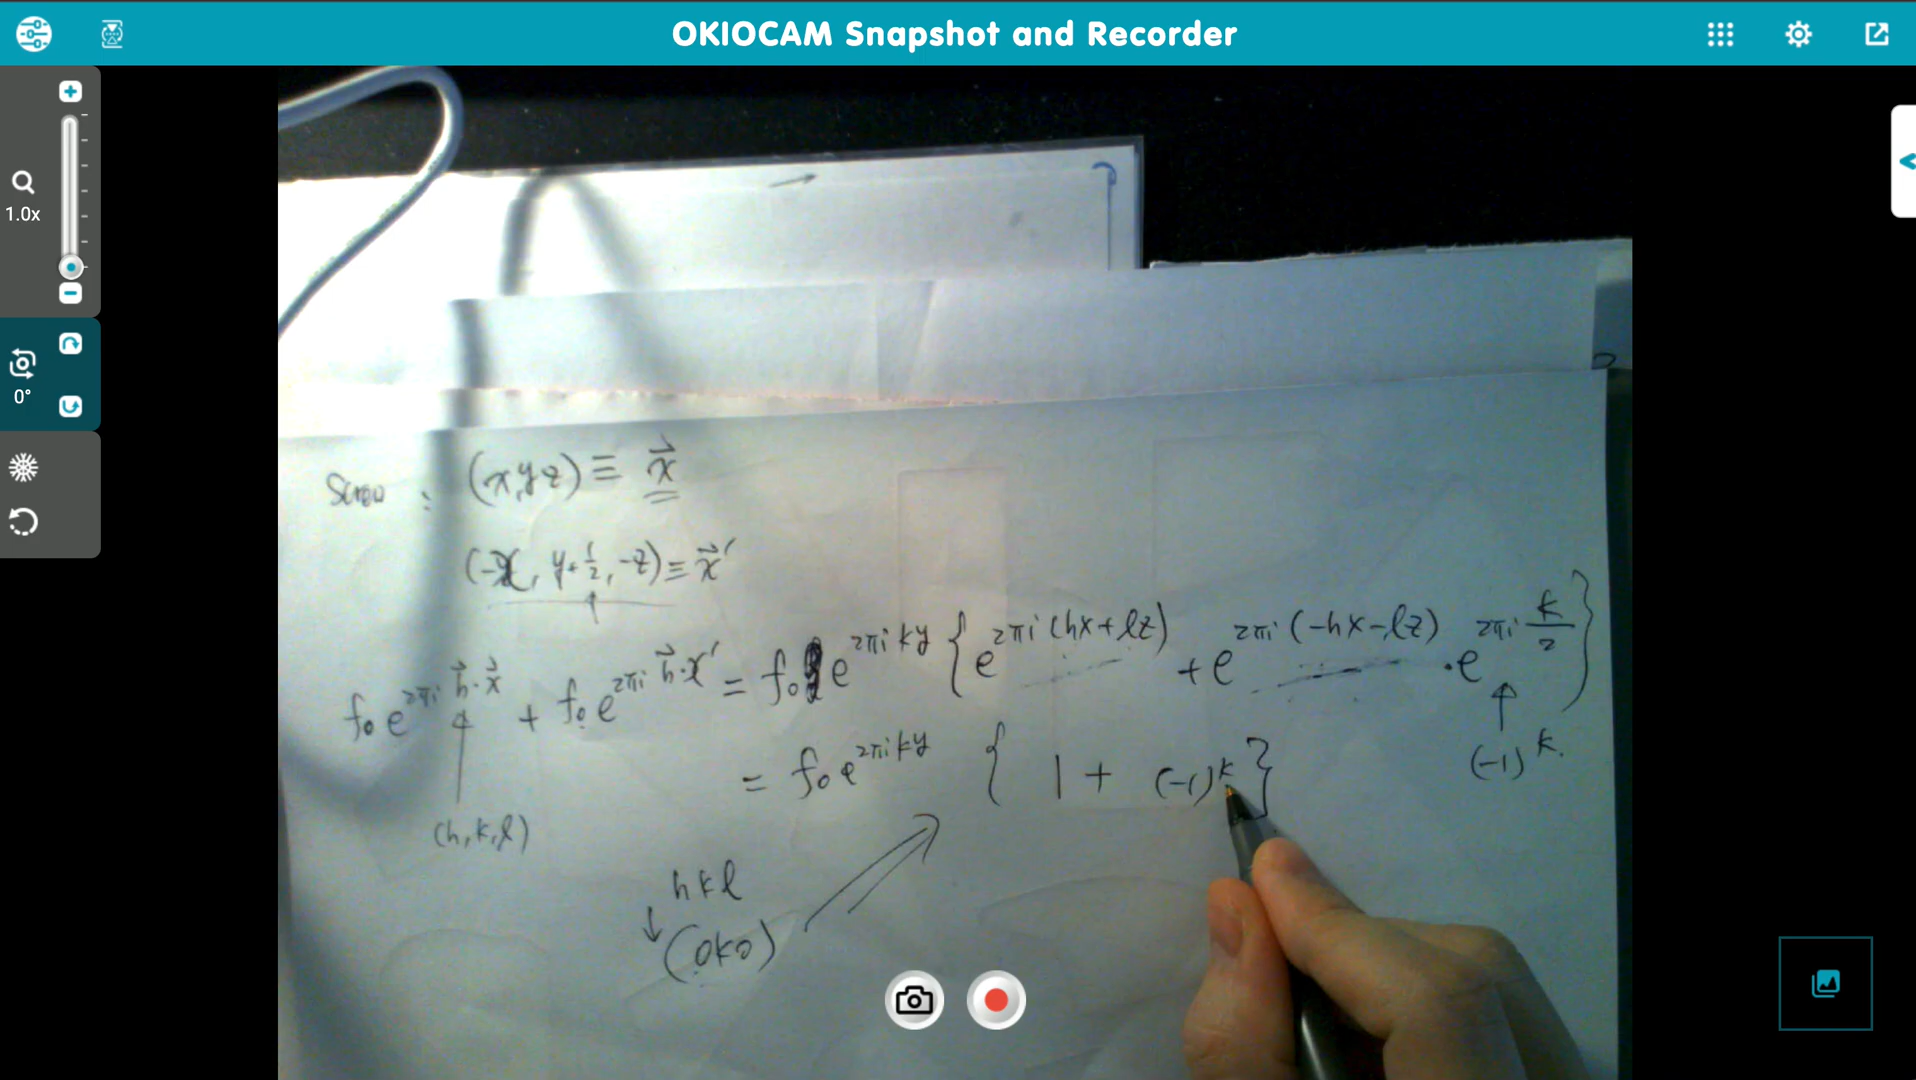 OKIOCAM Snapshot and Recorder
1.0x
0°
Screw : (x,y,z) ≡ x⃗
(-x, y+½, -z) ≡ x⃗′
f₀ e^{2πi h⃗·x⃗} + f₀ e^{2πi h⃗·x⃗′} = f₀ e^{2πi ky} { e^{2πi (hx+lz)} + e^{2πi (-hx-lz)} · e^{2πi k/2} }
(-1)^k.
= f₀ e^{2πi ky} { 1 + (-1)^k }
(h, k, l)
h k l
(0k0)